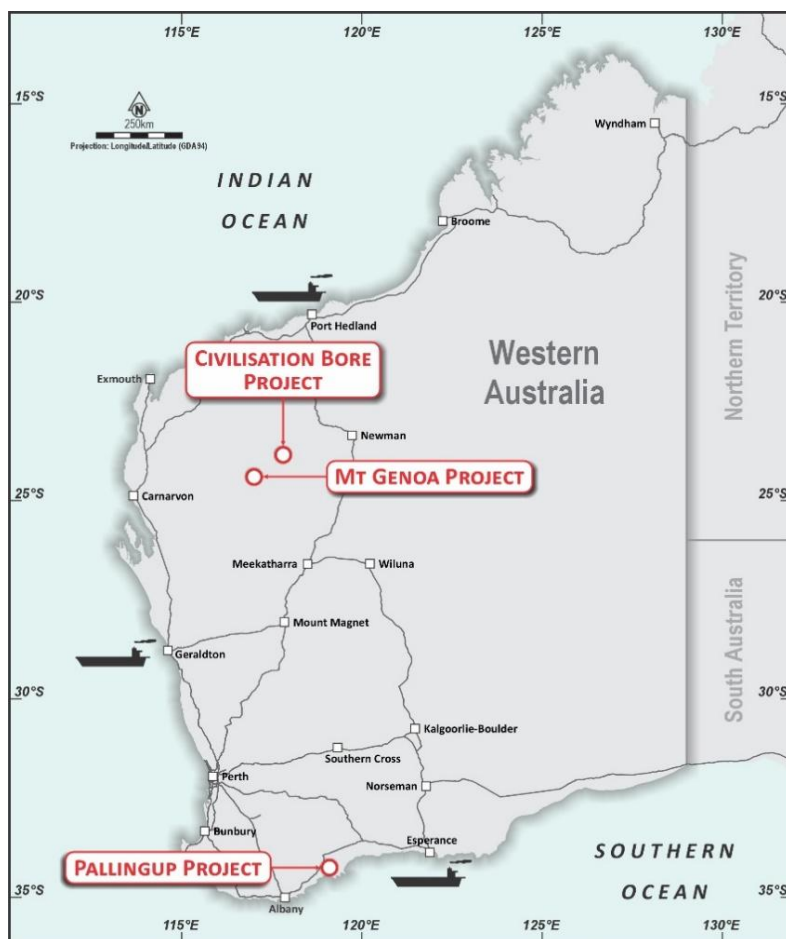 115°E 120°E 125°E 130°E
15°S 15°S
N
250km
Projection: Longitude/Latitude (GDA94)
Wyndham
INDIAN
OCEAN
Broome
Northern Territory
20°S 20°S
Port Hedland
CIVILISATION BORE
PROJECT
Western
Australia
Exmouth
Newman
MT GENOA PROJECT
Carnarvon
25°S 25°S
Meekatharra
Wiluna
Mount Magnet
Geraldton
South Australia
30°S 30°S
Kalgoorlie-Boulder
Southern Cross
Perth
Norseman
Bunbury
Esperance
SOUTHERN
OCEAN
PALLINGUP PROJECT
35°S 35°S
Albany
115°E 120°E 125°E 130°E